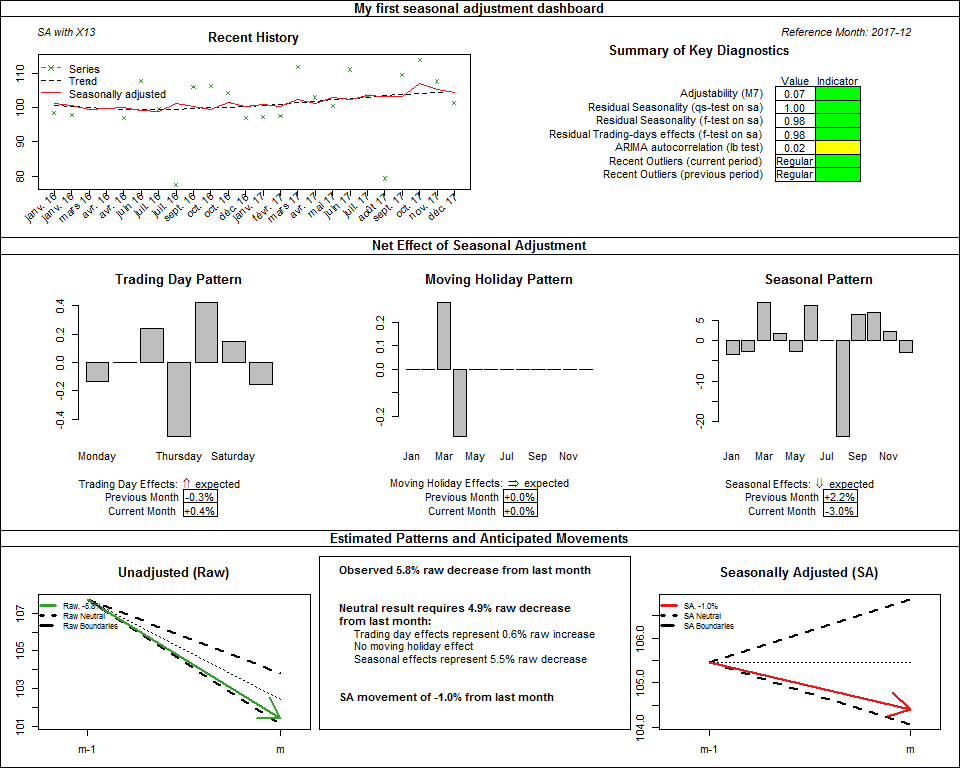 My first seasonal adjustment dashboard
SA with X13
Reference Month: 2017-12
Recent History
Series
Trend
Seasonally adjusted
110
100
90
80
janv. 16
janv. 16
mars 16
avr. 16
avr. 16
juin 16
juil. 16
juil. 16
sept. 16
oct. 16
oct. 16
déc. 16
janv. 17
févr. 17
mars 17
avr. 17
mai 17
juin 17
juil. 17
août 17
sept. 17
oct. 17
nov. 17
déc. 17
Summary of Key Diagnostics
Value Indicator
Adjustability (M7) 0.07
Residual Seasonality (qs-test on sa) 1.00
Residual Seasonality (f-test on sa) 0.98
Residual Trading-days effects (f-test on sa) 0.98
ARIMA autocorrelation (lb test) 0.02
Recent Outliers (current period) Regular
Recent Outliers (previous period) Regular
Net Effect of Seasonal Adjustment
Trading Day Pattern
0.4
0.2
0.0
-0.2
-0.4
Monday Thursday Saturday
Trading Day Effects: ⇑ expected
Previous Month -0.3%
Current Month +0.4%
Moving Holiday Pattern
0.2
0.1
0.0
-0.2
Jan Mar May Jul Sep Nov
Moving Holiday Effects: ⇒ expected
Previous Month +0.0%
Current Month +0.0%
Seasonal Pattern
5
0
-10
-20
Jan Mar May Jul Sep Nov
Seasonal Effects: ⇓ expected
Previous Month +2.2%
Current Month -3.0%
Estimated Patterns and Anticipated Movements
Unadjusted (Raw)
Raw, -5.8%
Raw Neutral
Raw Boundaries
107
105
103
101
m-1 m
Observed 5.8% raw decrease from last month
Neutral result requires 4.9% raw decrease
from last month:
Trading day effects represent 0.6% raw increase
No moving holiday effect
Seasonal effects represent 5.5% raw decrease
SA movement of -1.0% from last month
Seasonally Adjusted (SA)
SA, -1.0%
SA Neutral
SA Boundaries
106.0
105.0
104.0
m-1 m